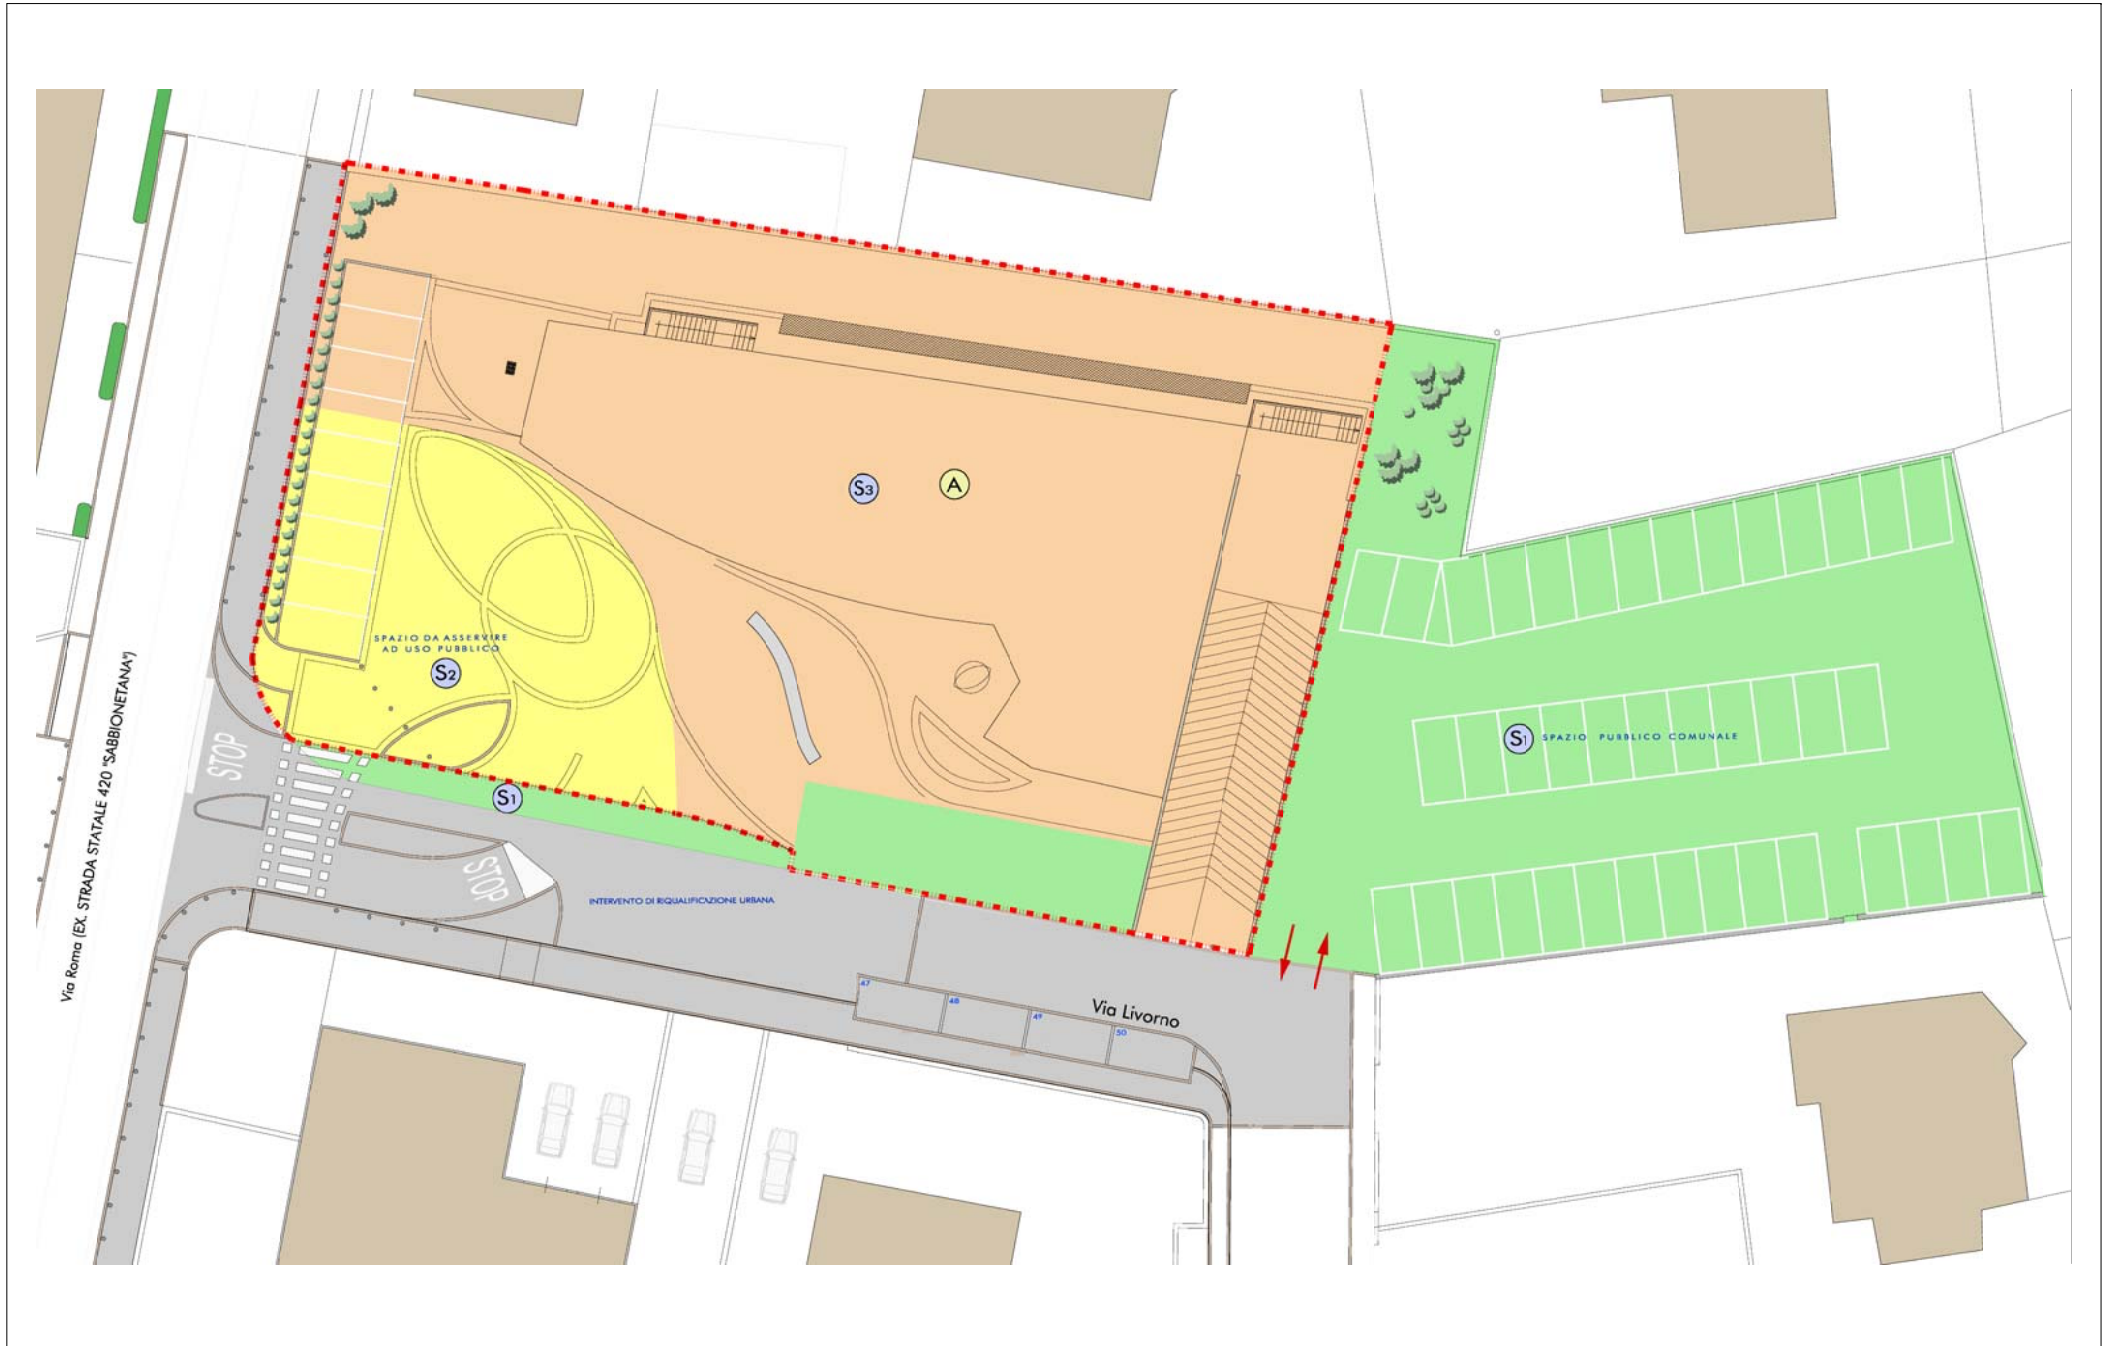 S3
A
SPAZIO DA ASSERVIRE
AD USO PUBBLICO
S2
Via Roma (EX. STRADA STATALE 420 "SABBIONETANA")
STOP
S1
SPAZIO PUBBLICO COMUNALE
S1
STOP
INTERVENTO DI RIQUALIFICAZIONE URBANA
47
48
49
50
Via Livorno